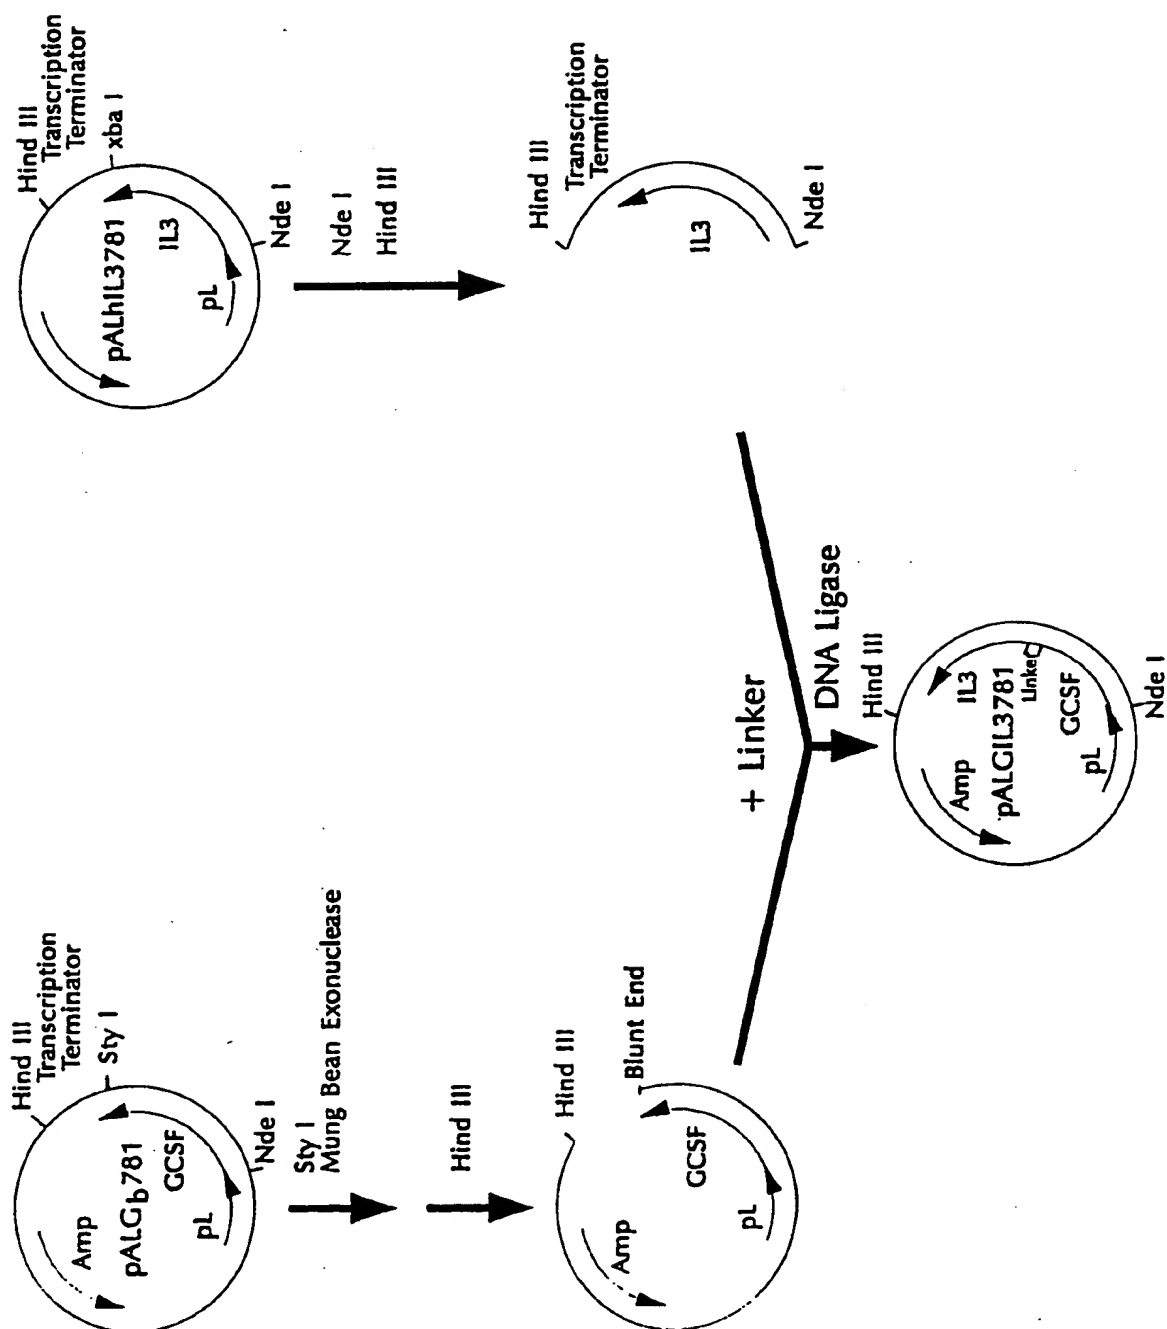 Hind III
Transcription
Terminator
Sty I
Amp
pALGb781
GCSF
pL
Nde I
Sty I
Mung Bean Exonuclease
Hind III
Hind III
Blunt End
Amp
GCSF
pL
Hind III
Transcription
Terminator
xba I
pALhIL3781
IL3
pL
Nde I
Nde I
Hind III
Hind III
Transcription
Terminator
IL3
Nde I
+ Linker
DNA Ligase
Hind III
Amp
IL3
pALGIL3781
Linker
GCSF
pL
Nde I